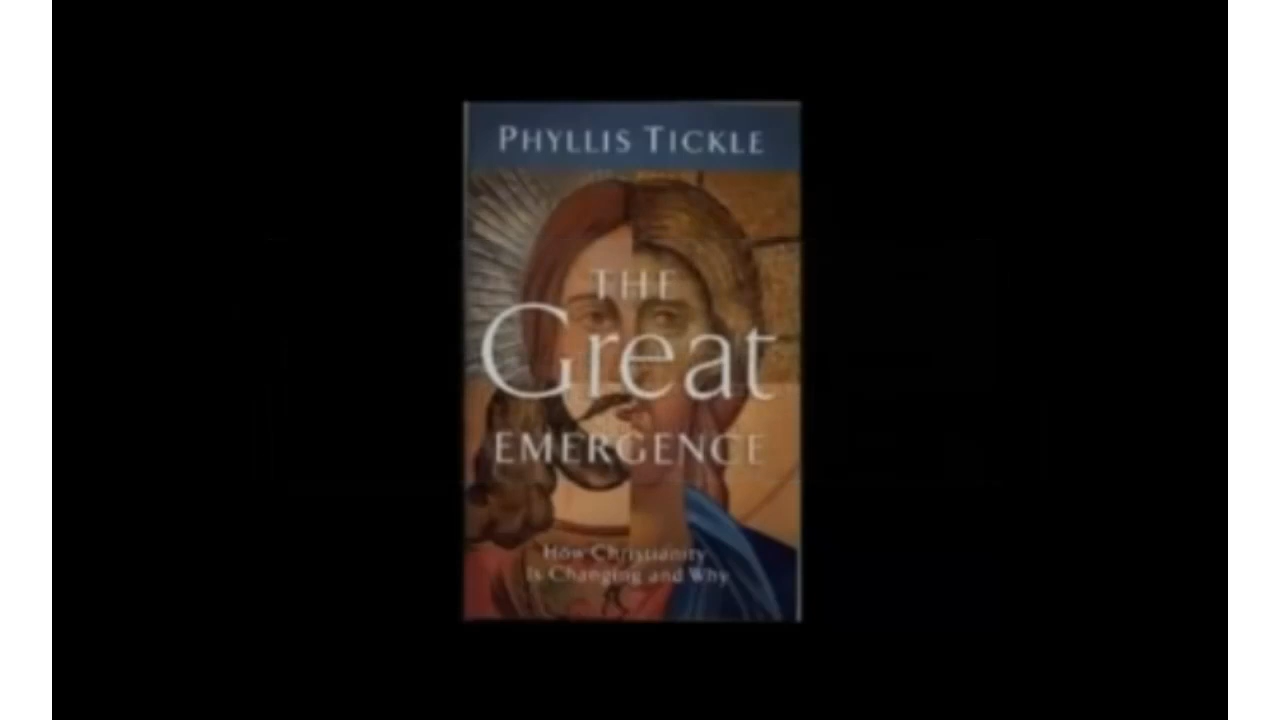 PHYLLIS TICKLE
THE
Great
EMERGENCE
How Christianity
Is Changing and Why